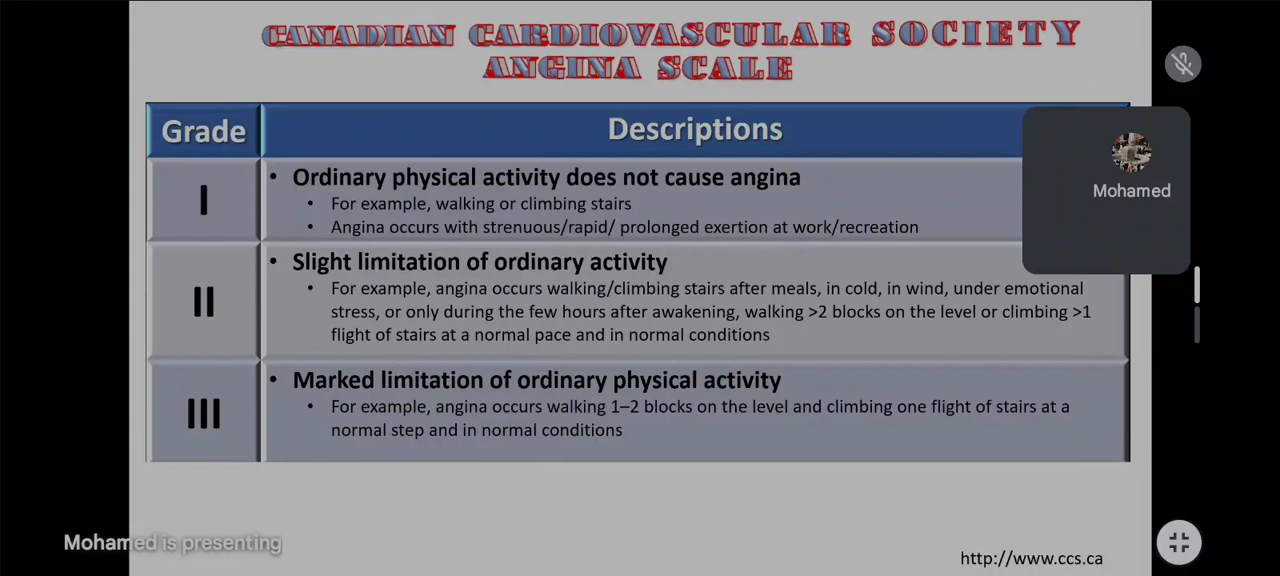 CANADIAN CARDIOVASCULAR SOCIETY
ANGINA SCALE
Grade
Descriptions
I
• Ordinary physical activity does not cause angina
• For example, walking or climbing stairs
• Angina occurs with strenuous/rapid/ prolonged exertion at work/recreation
II
• Slight limitation of ordinary activity
• For example, angina occurs walking/climbing stairs after meals, in cold, in wind, under emotional
stress, or only during the few hours after awakening, walking >2 blocks on the level or climbing >1
flight of stairs at a normal pace and in normal conditions
III
• Marked limitation of ordinary physical activity
• For example, angina occurs walking 1–2 blocks on the level and climbing one flight of stairs at a
normal step and in normal conditions
Mohamed
Mohamed is presenting
http://www.ccs.ca